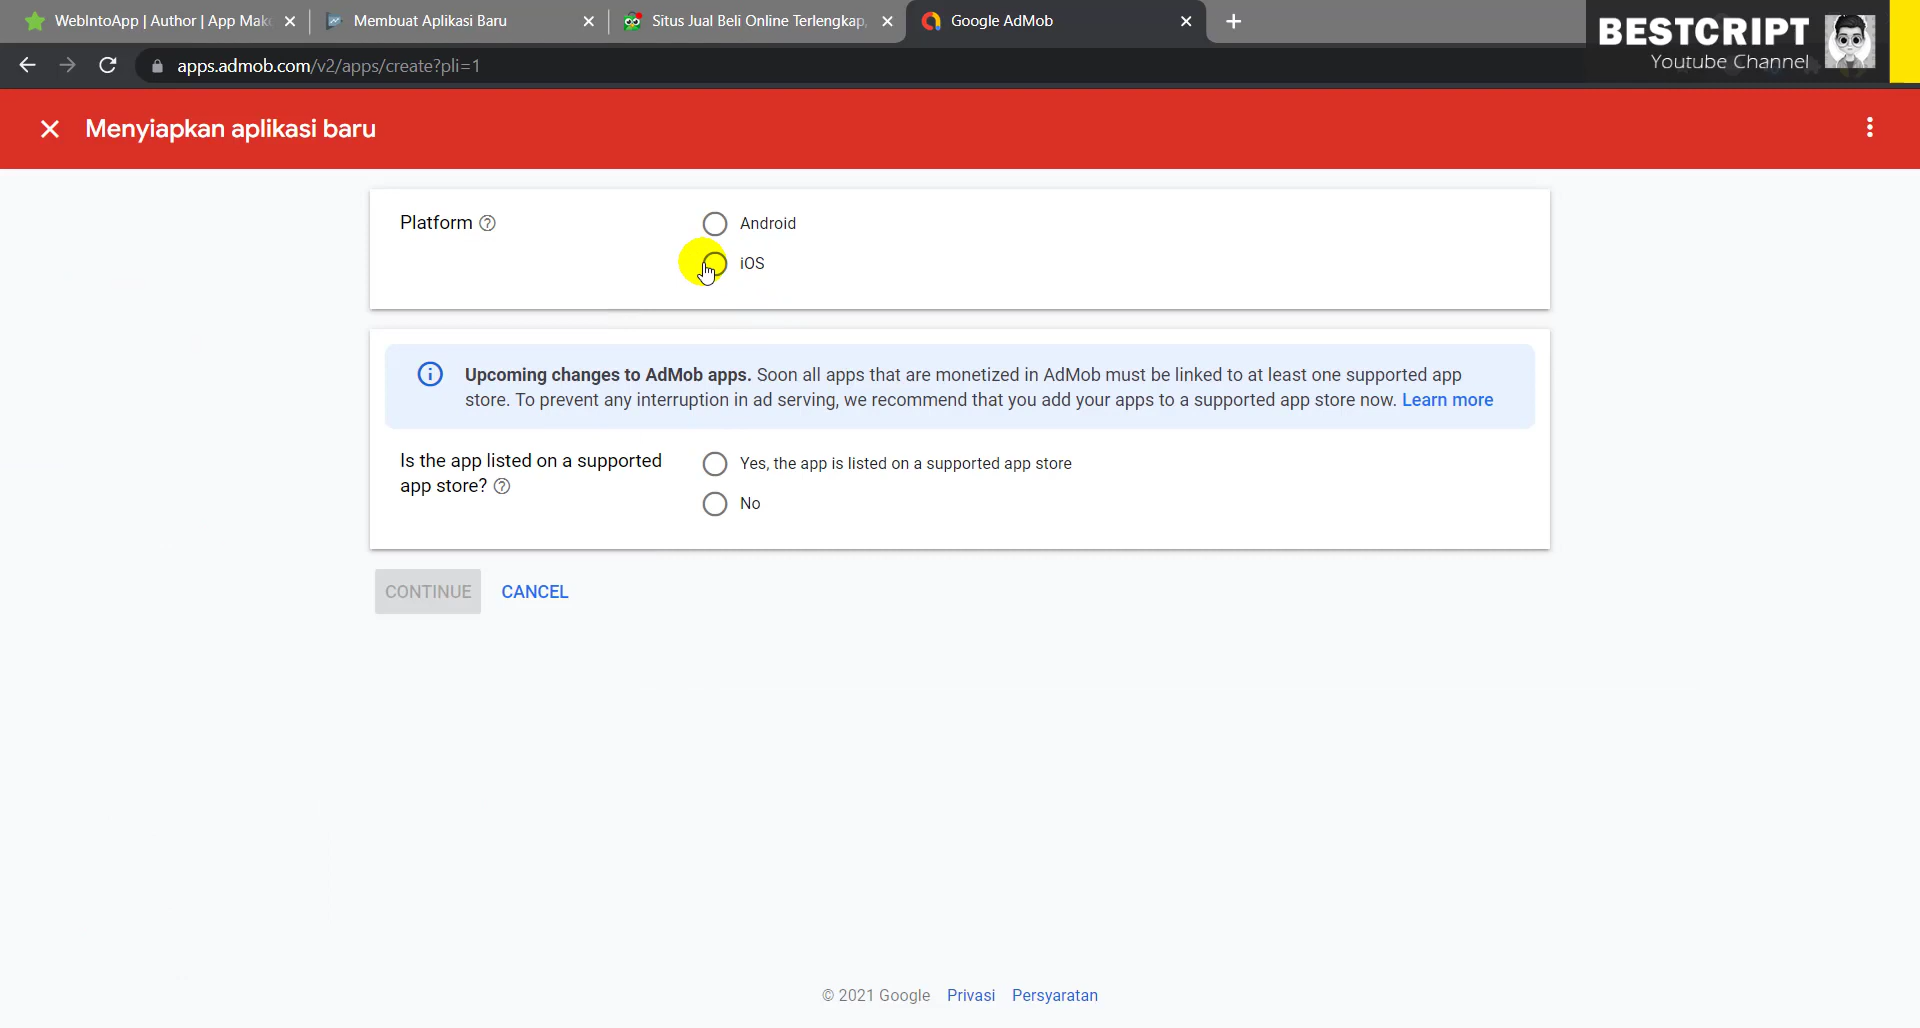 WebIntoApp | Author | App Mak
Membuat Aplikasi Baru
Situs Jual Beli Online Terlengkap,
Google AdMob
BESTCRIPT
Youtube Channel
apps.admob.com/v2/apps/create?pli=1
Menyiapkan aplikasi baru
Platform
Android
iOS
Upcoming changes to AdMob apps. Soon all apps that are monetized in AdMob must be linked to at least one supported app
store. To prevent any interruption in ad serving, we recommend that you add your apps to a supported app store now. Learn more
Is the app listed on a supported
app store?
Yes, the app is listed on a supported app store
No
CONTINUE
CANCEL
© 2021 Google Privasi Persyaratan